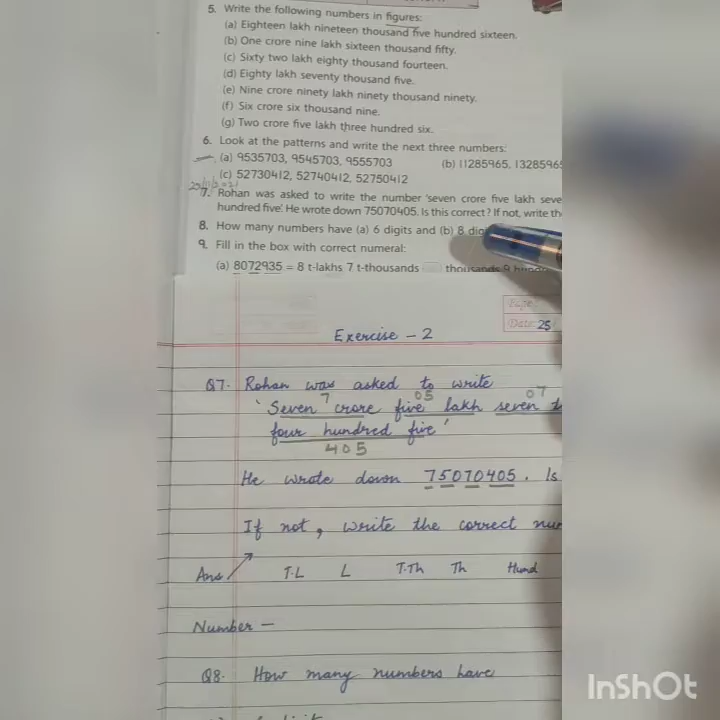 5. Write the following numbers in figures:
(a) Eighteen lakh nineteen thousand five hundred sixteen.
(b) One crore nine lakh sixteen thousand fifty.
(c) Sixty two lakh eighty thousand fourteen.
(d) Eighty lakh seventy thousand five.
(e) Nine crore ninety lakh ninety thousand ninety.
(f) Six crore six thousand nine.
(g) Two crore five lakh three hundred six.
6. Look at the patterns and write the next three numbers:
(a) 9535703, 9545703, 9555703 (b) 11285965, 13285965
(c) 52730412, 52740412, 52750412
7. Rohan was asked to write the number 'seven crore five lakh seve
hundred five'. He wrote down 75070405. Is this correct? If not, write th
8. How many numbers have (a) 6 digits and (b) 8 digi
9. Fill in the box with correct numeral:
(a) 8072935 = 8 t-lakhs 7 t-thousands thousands 9 hund
Page
Date 25
Exercise - 2
Q7. Rohan was asked to write
7 05 07
'Seven crore five lakh seven t
four hundred five'
405
He wrote down 75070405. Is
If not, write the correct num
Ans T.L L T.Th Th Hund
Number -
Q8. How many numbers have
InShOt